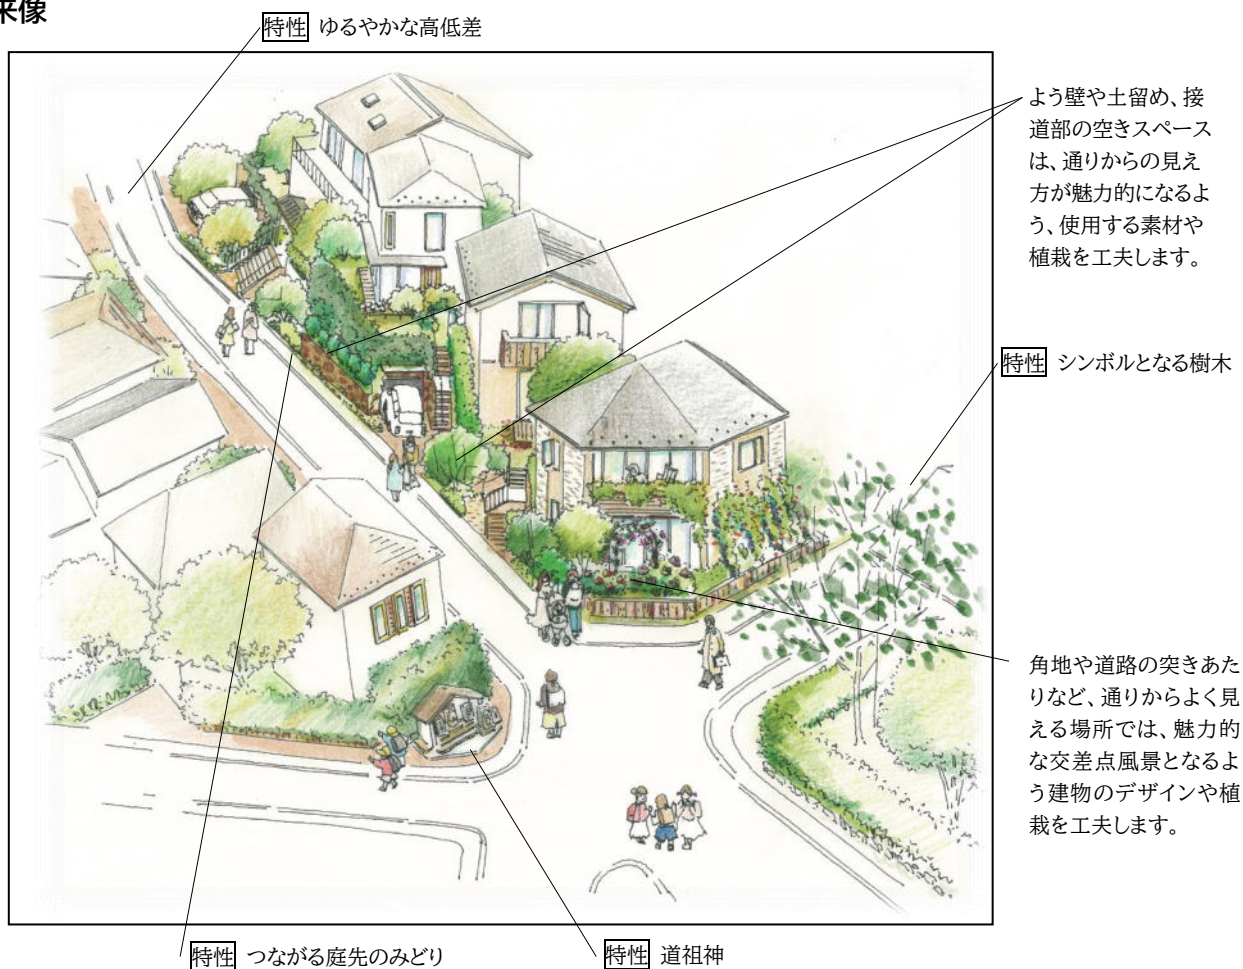 来像
特性 ゆるやかな高低差
よう壁や土留め、接
道部の空きスペース
は、通りからの見え
方が魅力的になるよ
う、使用する素材や
植栽を工夫します。
特性 シンボルとなる樹木
角地や道路の突きあた
りなど、通りからよく見
える場所では、魅力的
な交差点風景となるよ
う建物のデザインや植
栽を工夫します。
特性 つながる庭先のみどり
特性 道祖神